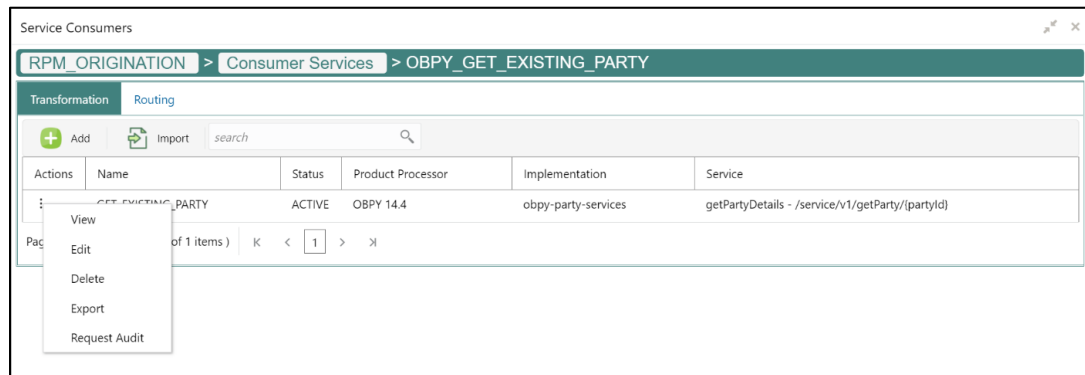 Service Consumers
RPM_ORIGINATION > Consumer Services > OBPY_GET_EXISTING_PARTY
Transformation Routing
Add Import search
Actions Name Status Product Processor Implementation Service
GET_EXISTING_PARTY ACTIVE OBPY 14.4 obpy-party-services getPartyDetails - /service/v1/getParty/{partyId}
View
of 1 items ) 1
Edit
Delete
Export
Request Audit